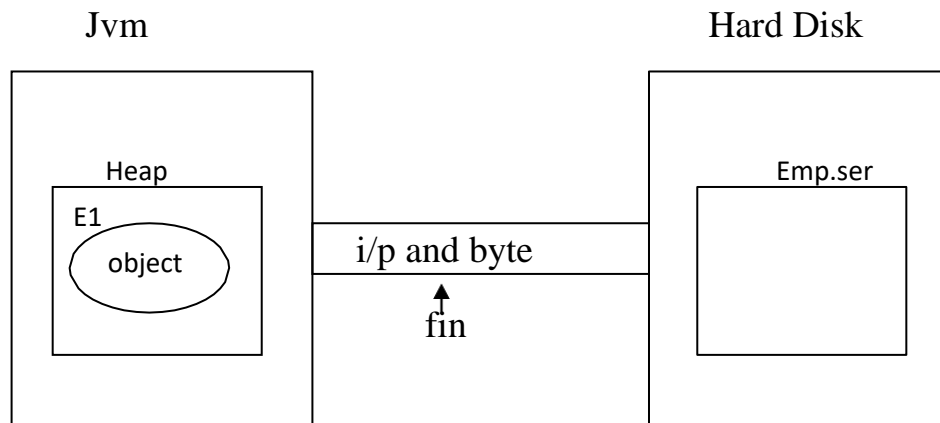 Jvm
Hard Disk
Heap
Emp.ser
E1
object
i/p and byte
fin